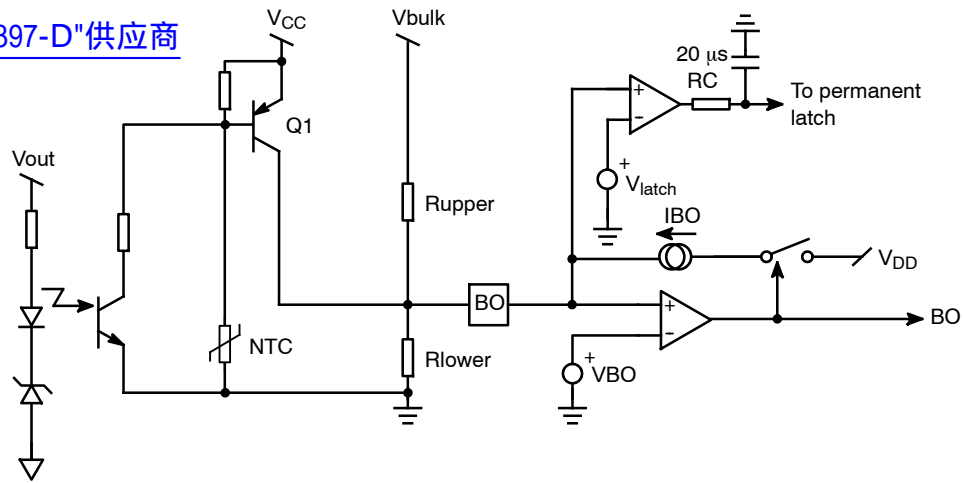 897-D"供应商
VCC
Vbulk
20 μs
RC
To permanent
latch
Q1
Vout
Vlatch
Rupper
IBO
VDD
BO
BO
NTC
Rlower
VBO
+
-
+
+
-
+